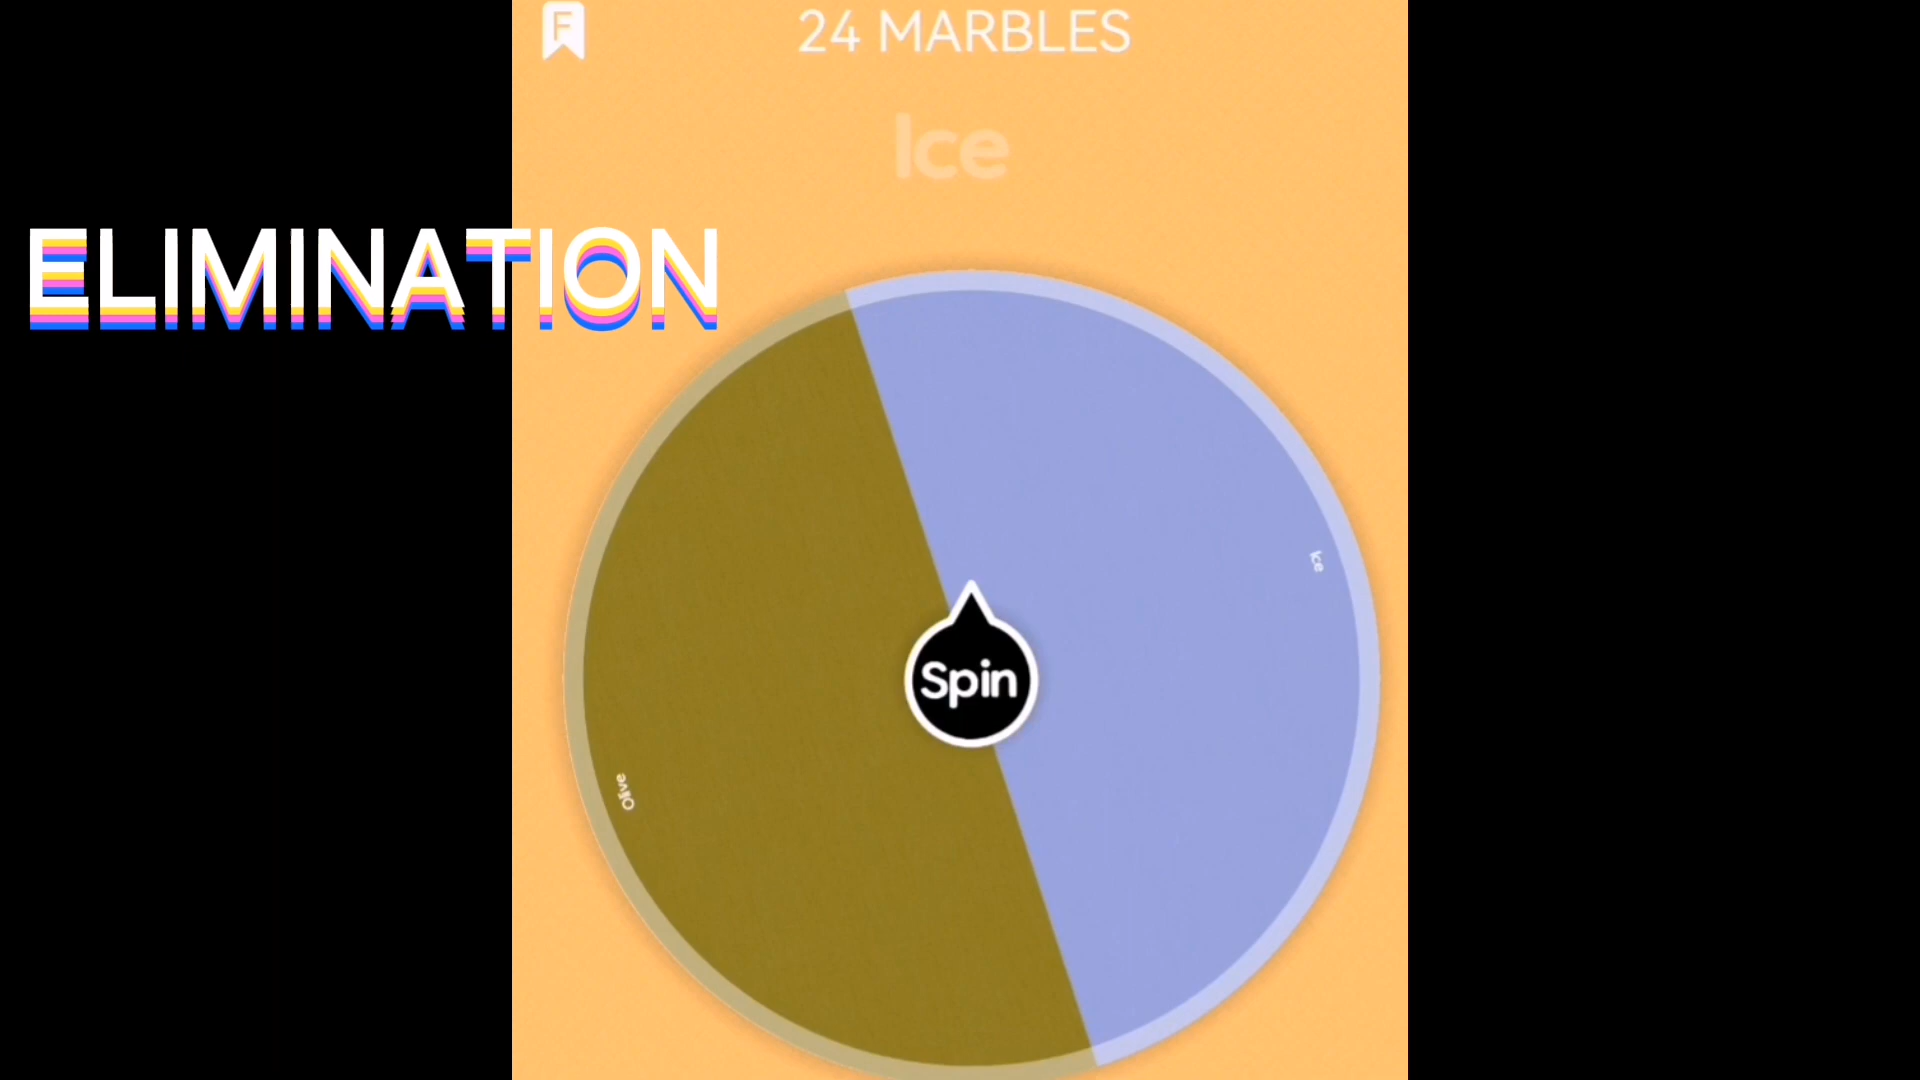 F
24 MARBLES
Ice
ELIMINATION
Ice
Spin
Olive